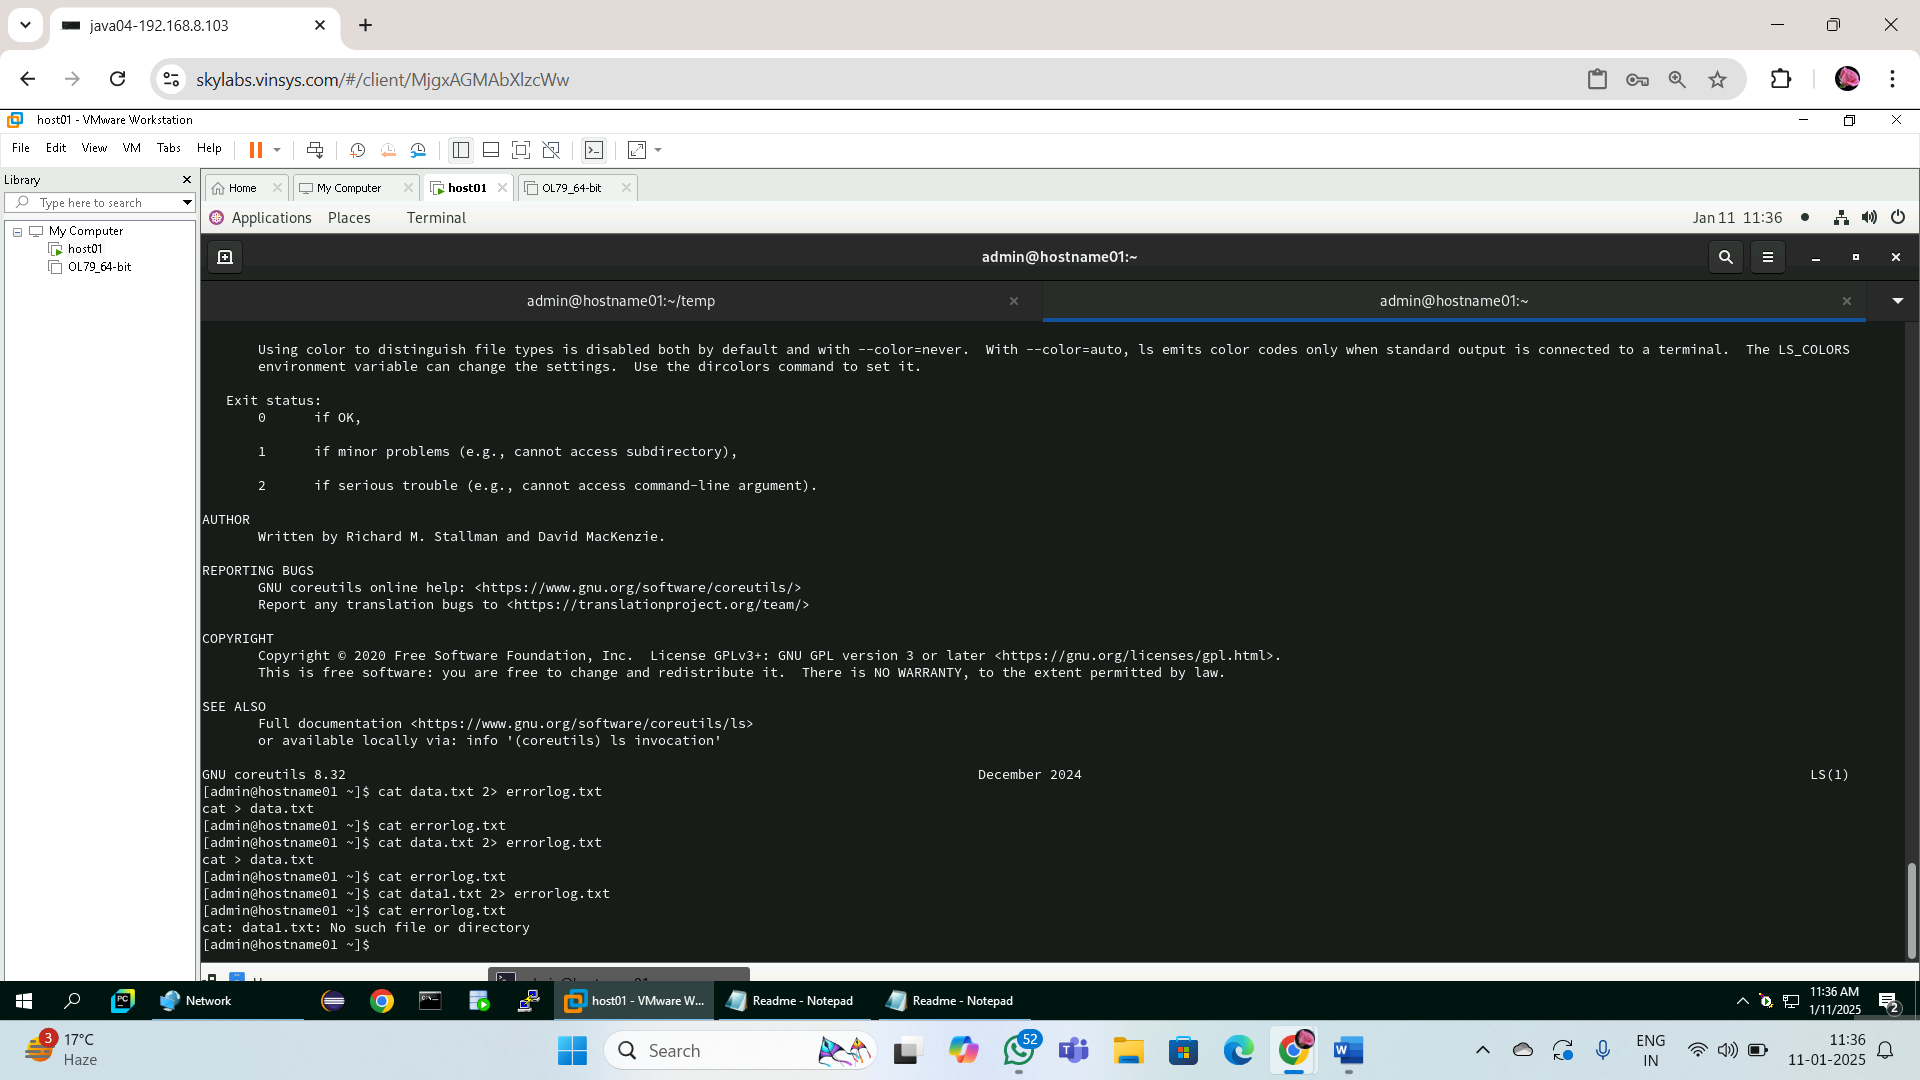 java04-192.168.8.103
skylabs.vinsys.com/#/client/MjgxAGMAbXlzcWw
host01 - VMware Workstation
File Edit View VM Tabs Help
Library
Type here to search
My Computer
host01
OL79_64-bit
Home My Computer host01 OL79_64-bit
Applications Places Terminal Jan 11 11:36
admin@hostname01:~
admin@hostname01:~/temp admin@hostname01:~
Using color to distinguish file types is disabled both by default and with --color=never. With --color=auto, ls emits color codes only when standard output is connected to a terminal. The LS_COLORS
environment variable can change the settings. Use the dircolors command to set it.
Exit status:
0 if OK,
1 if minor problems (e.g., cannot access subdirectory),
2 if serious trouble (e.g., cannot access command-line argument).
AUTHOR
Written by Richard M. Stallman and David MacKenzie.
REPORTING BUGS
GNU coreutils online help: <https://www.gnu.org/software/coreutils/>
Report any translation bugs to <https://translationproject.org/team/>
COPYRIGHT
Copyright © 2020 Free Software Foundation, Inc. License GPLv3+: GNU GPL version 3 or later <https://gnu.org/licenses/gpl.html>.
This is free software: you are free to change and redistribute it. There is NO WARRANTY, to the extent permitted by law.
SEE ALSO
Full documentation <https://www.gnu.org/software/coreutils/ls>
or available locally via: info '(coreutils) ls invocation'
GNU coreutils 8.32 December 2024 LS(1)
[admin@hostname01 ~]$ cat data.txt 2> errorlog.txt
cat > data.txt
[admin@hostname01 ~]$ cat errorlog.txt
[admin@hostname01 ~]$ cat data.txt 2> errorlog.txt
cat > data.txt
[admin@hostname01 ~]$ cat errorlog.txt
[admin@hostname01 ~]$ cat data1.txt 2> errorlog.txt
[admin@hostname01 ~]$ cat errorlog.txt
cat: data1.txt: No such file or directory
[admin@hostname01 ~]$
Network host01 - VMware W... Readme - Notepad Readme - Notepad
11:36 AM
1/11/2025
2
3
17°C
Haze
Search
52
ENG
IN
11:36
11-01-2025